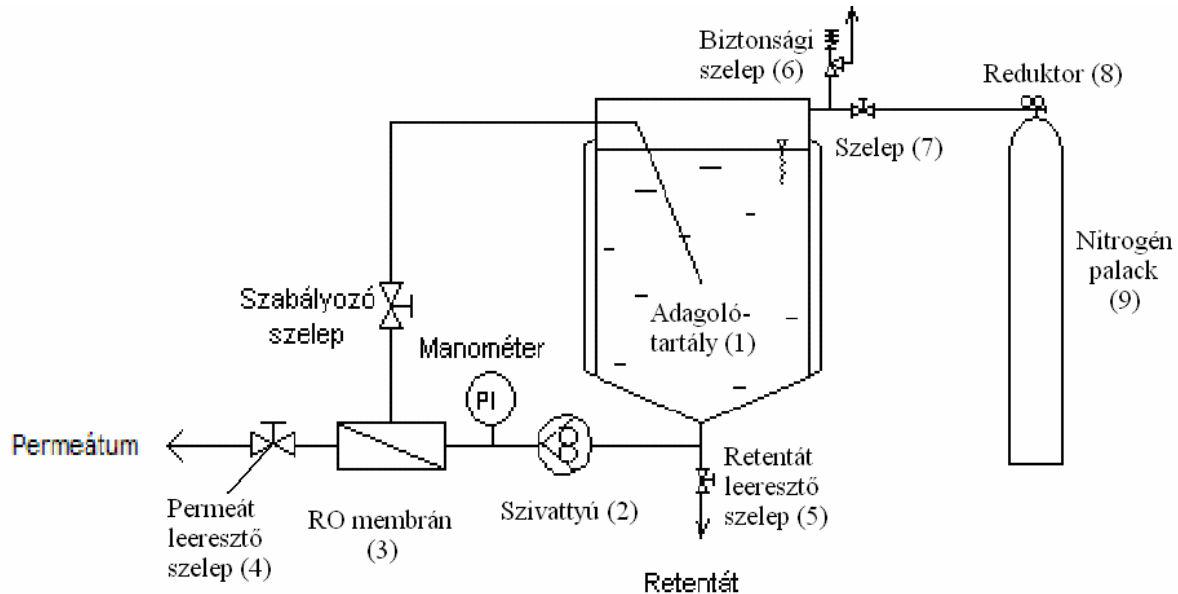 Biztonsági
szelep (6)
Reduktor (8)
Szelep (7)
Nitrogén
palack
(9)
Szabályozó
szelep
Adagoló-
tartály (1)
Manométer
PI
Permeátum
Permeát
leeresztő
szelep (4)
RO membrán
(3)
Szivattyú (2)
Retentát
leeresztő
szelep (5)
Retentát